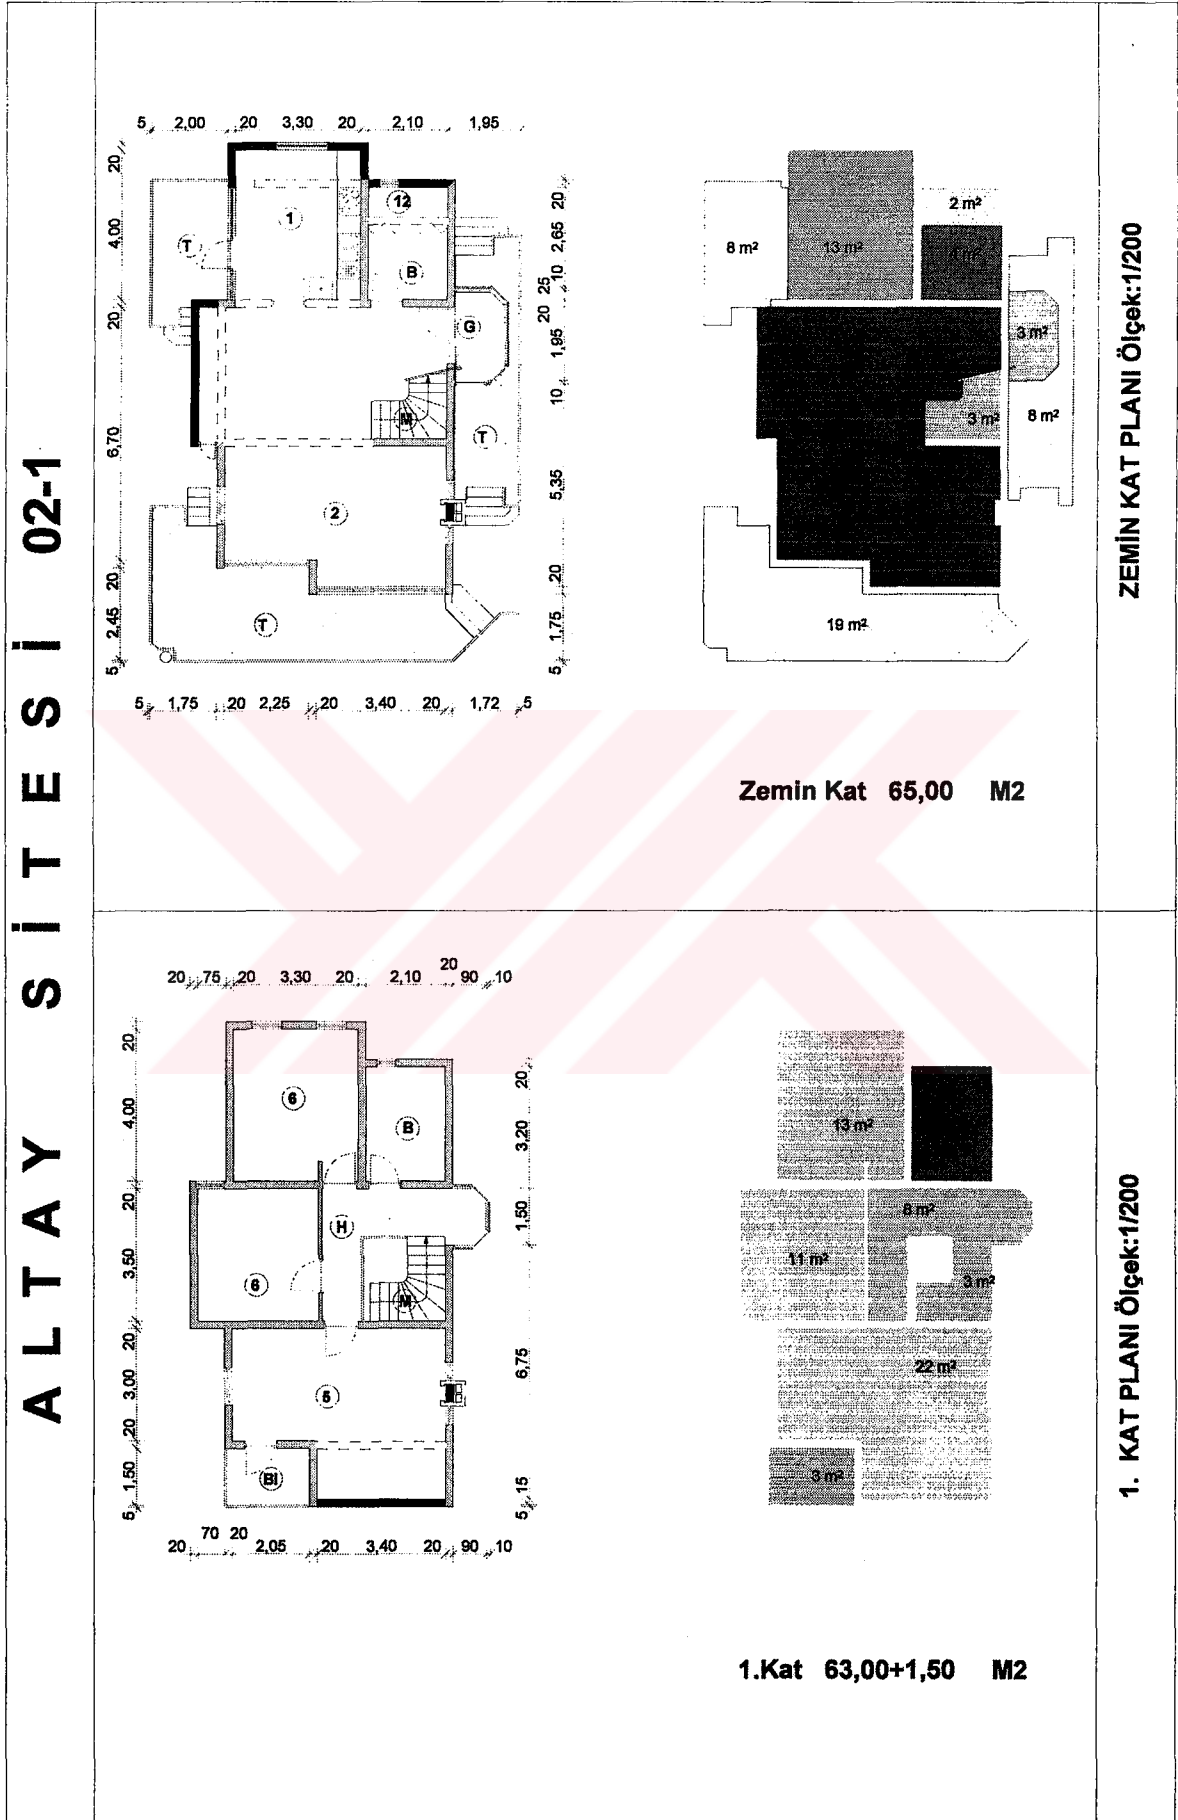 ALTAY SİTESİ 02-1
5 2,00 20 3,30 20 2,10 1,95
20 4,00 20 6,70 20 2,45 5
1
12
T
B
G
M
T
2
T
20 2,65 10 25 20 1,95 10 5,35 20 1,75 5
5 1,75 20 2,25 20 3,40 20 1,72 5
8 m²
13 m²
2 m²
3 m²
3 m²
8 m²
19 m²
Zemin Kat 65,00 M2
ZEMİN KAT PLANI Ölçek:1/200
20 75 20 3,30 20 2,10 20 90 10
20 4,00 20 3,50 20 3,00 20 1,50 5
6
B
H
6
M
5
Bl
20 3,20 1,50 6,75 15 5
20 70 20 2,05 20 3,40 20 90 10
13 m²
8 m²
11 m²
3 m²
22 m²
3 m²
1.Kat 63,00+1,50 M2
1. KAT PLANI Ölçek:1/200